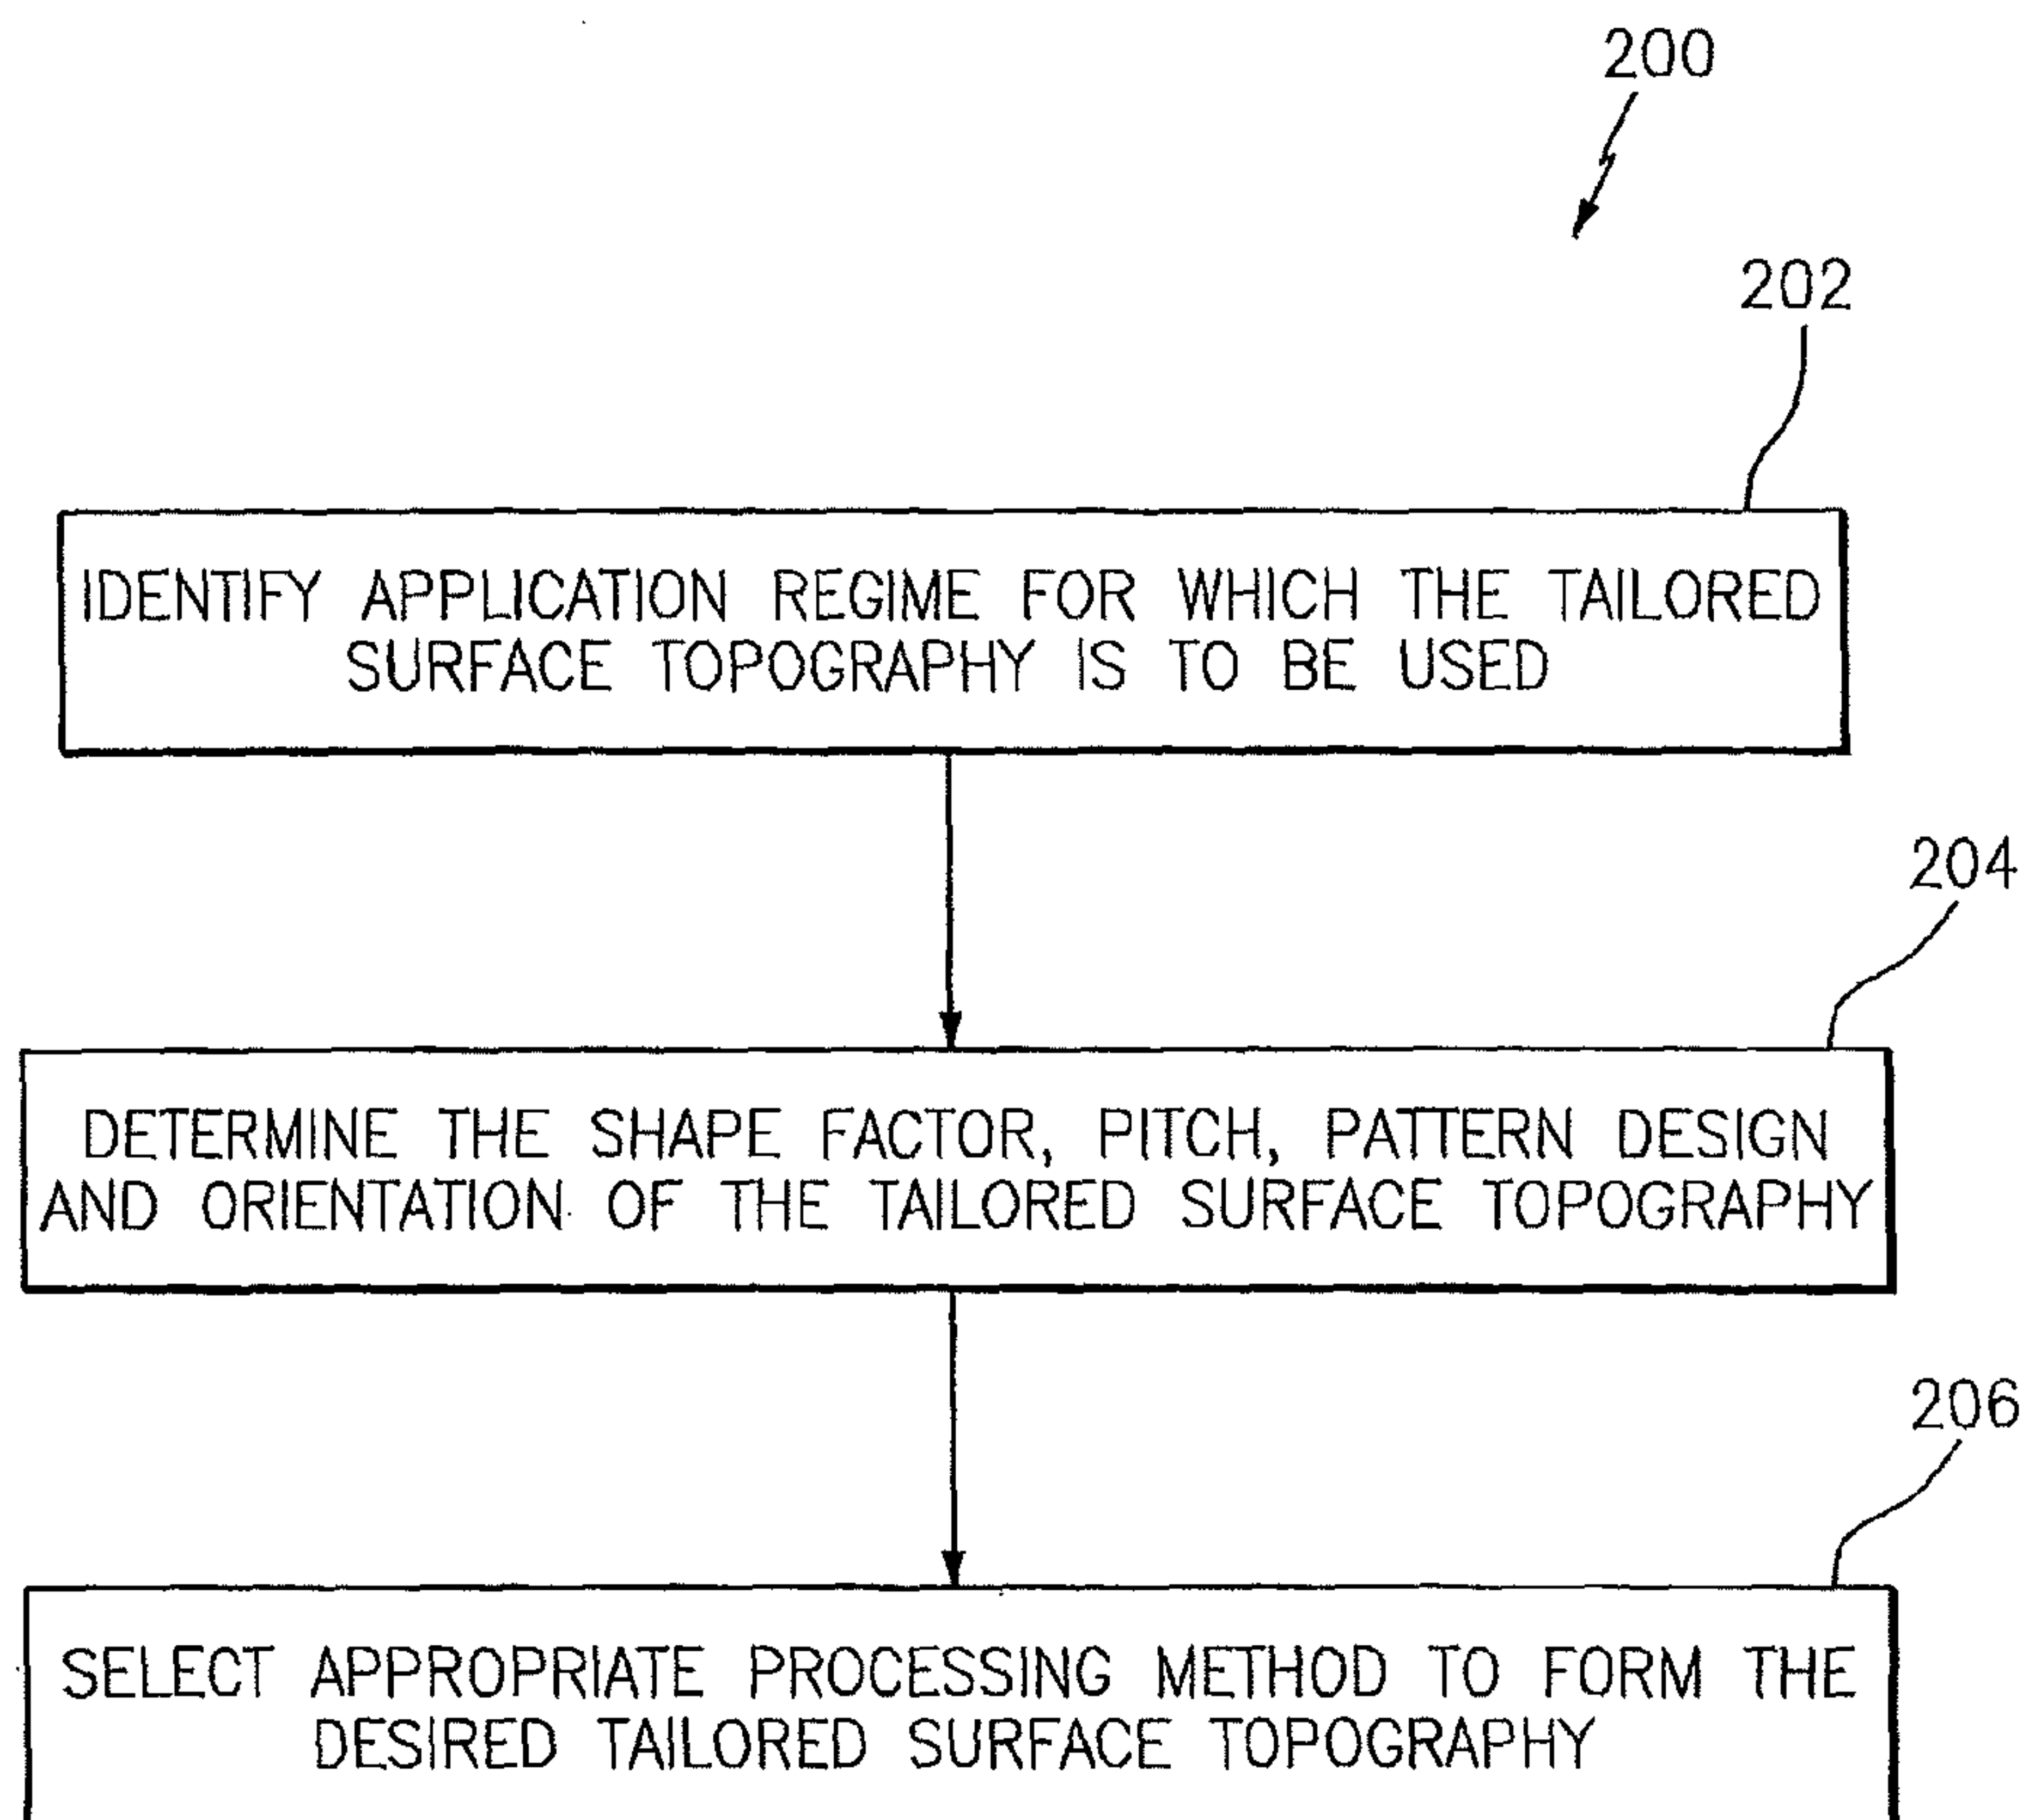 200
202
IDENTIFY APPLICATION REGIME FOR WHICH THE TAILORED
SURFACE TOPOGRAPHY IS TO BE USED
204
DETERMINE THE SHAPE FACTOR, PITCH, PATTERN DESIGN
AND ORIENTATION OF THE TAILORED SURFACE TOPOGRAPHY
206
SELECT APPROPRIATE PROCESSING METHOD TO FORM THE
DESIRED TAILORED SURFACE TOPOGRAPHY